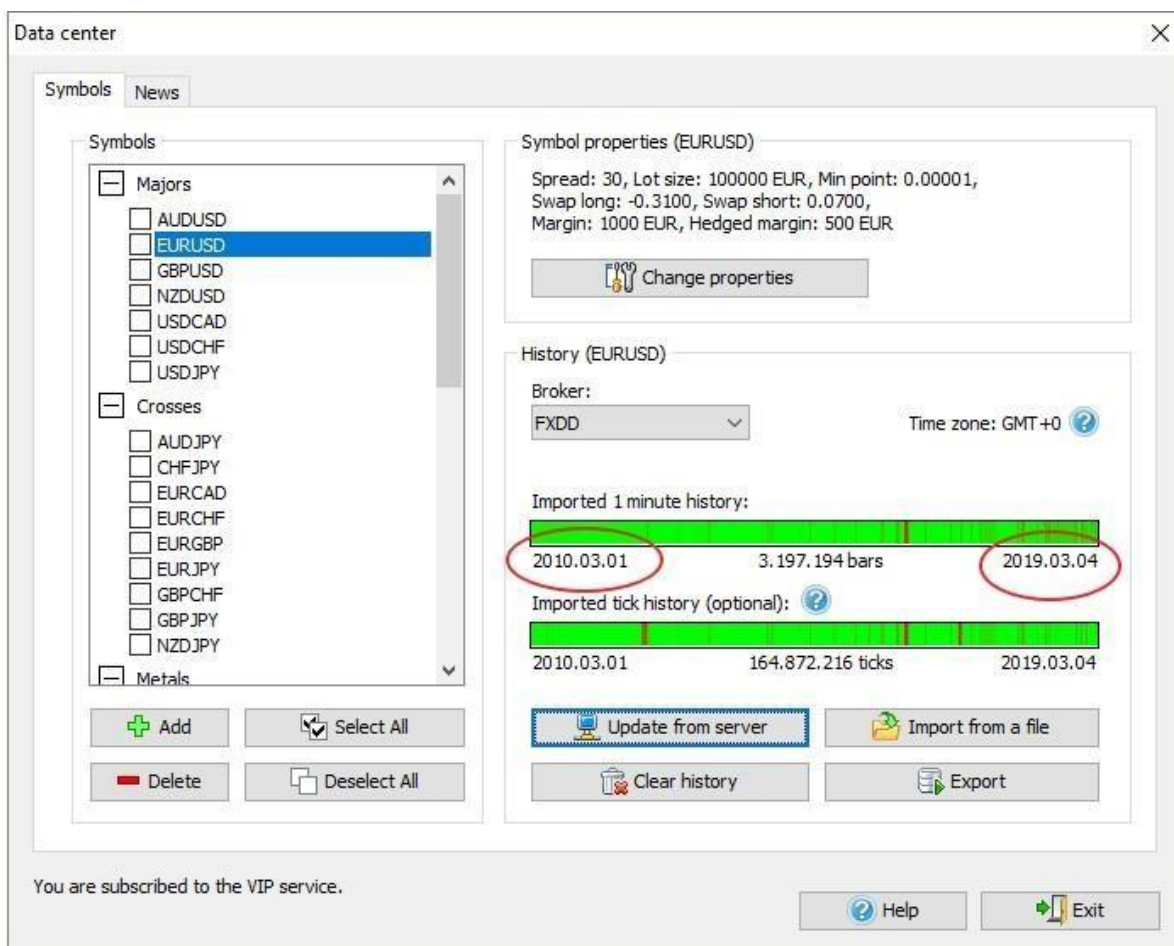 Data center
Symbols
News
Symbols
Majors
AUDUSD
EURUSD
GBPUSD
NZDUSD
USDCAD
USDCHF
USDJPY
Crosses
AUDJPY
CHFJPY
EURCAD
EURCHF
EURGBP
EURJPY
GBPCHF
GBPJPY
NZDJPY
Metals
Add
Select All
Delete
Deselect All
Symbol properties (EURUSD)
Spread: 30, Lot size: 100000 EUR, Min point: 0.00001,
Swap long: -0.3100, Swap short: 0.0700,
Margin: 1000 EUR, Hedged margin: 500 EUR
Change properties
History (EURUSD)
Broker:
FXDD
Time zone: GMT+0
Imported 1 minute history:
2010.03.01 3.197.194 bars 2019.03.04
Imported tick history (optional):
2010.03.01 164.872.216 ticks 2019.03.04
Update from server
Import from a file
Clear history
Export
You are subscribed to the VIP service.
Help
Exit